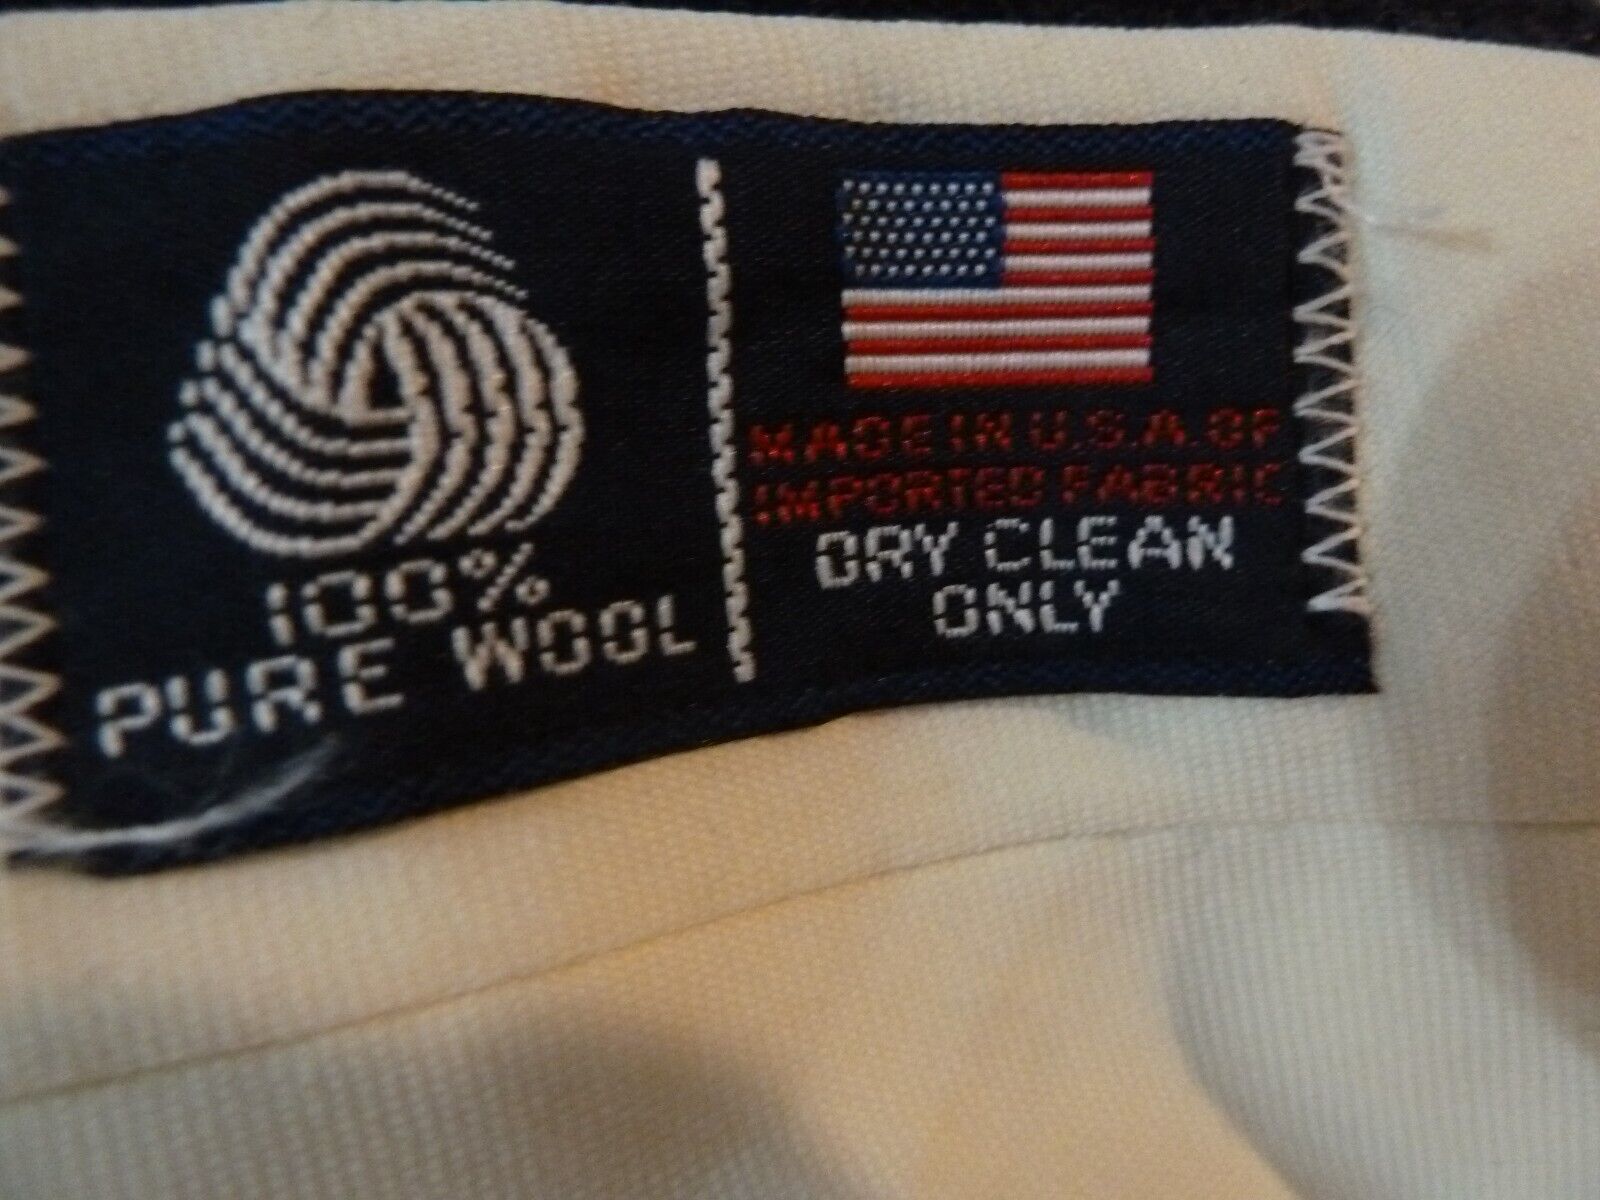 100%
PURE WOOL
MADE IN U.S.A. OF
IMPORTED FABRIC
DRY CLEAN
ONLY